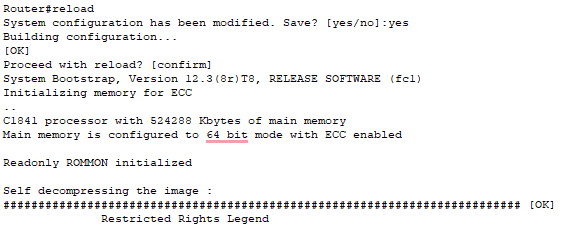 Router#reload
System configuration has been modified. Save? [yes/no]:yes
Building configuration...
[OK]
Proceed with reload? [confirm]
System Bootstrap, Version 12.3(8r)T8, RELEASE SOFTWARE (fc1)
Initializing memory for ECC
..
C1841 processor with 524288 Kbytes of main memory
Main memory is configured to 64 bit mode with ECC enabled
Readonly ROMMON initialized
Self decompressing the image :
########################################################################## [OK]
Restricted Rights Legend